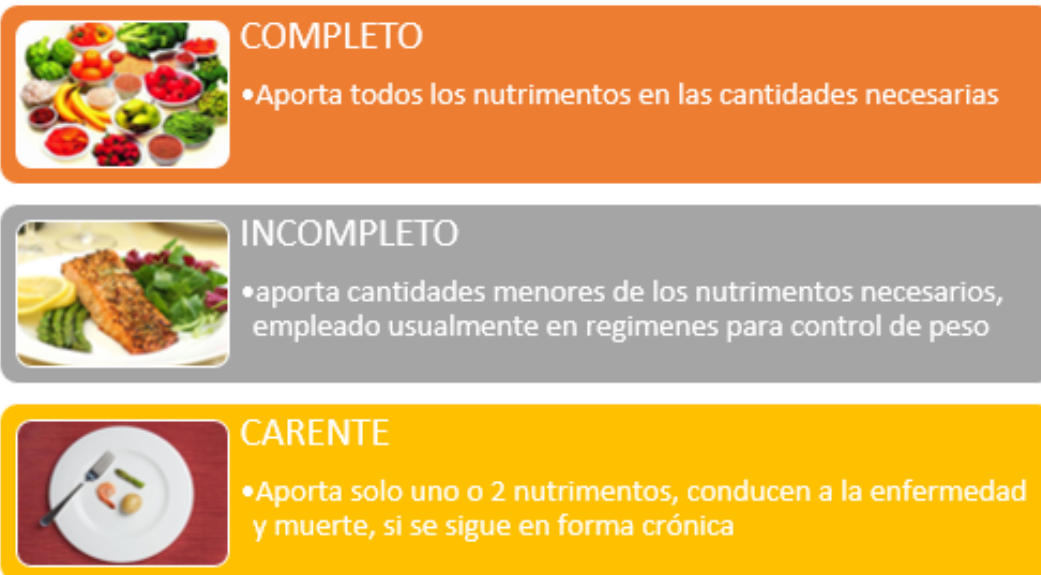 COMPLETO
•Aporta todos los nutrimentos en las cantidades necesarias
INCOMPLETO
•aporta cantidades menores de los nutrimentos necesarios,
empleado usualmente en regimenes para control de peso
CARENTE
•Aporta solo uno o 2 nutrimentos, conducen a la enfermedad
y muerte, si se sigue en forma crónica